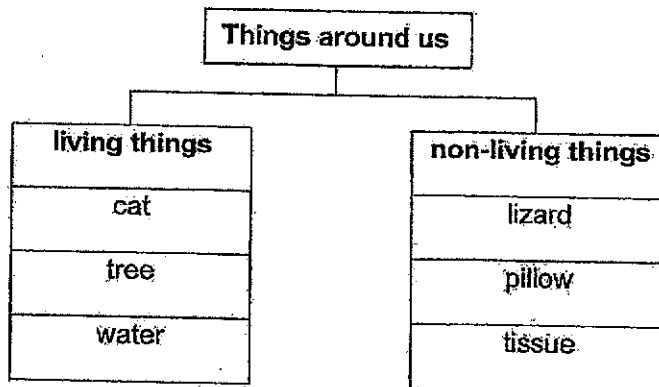 Things around us
living things
cat
tree
water
non-living things
lizard
pillow
tissue